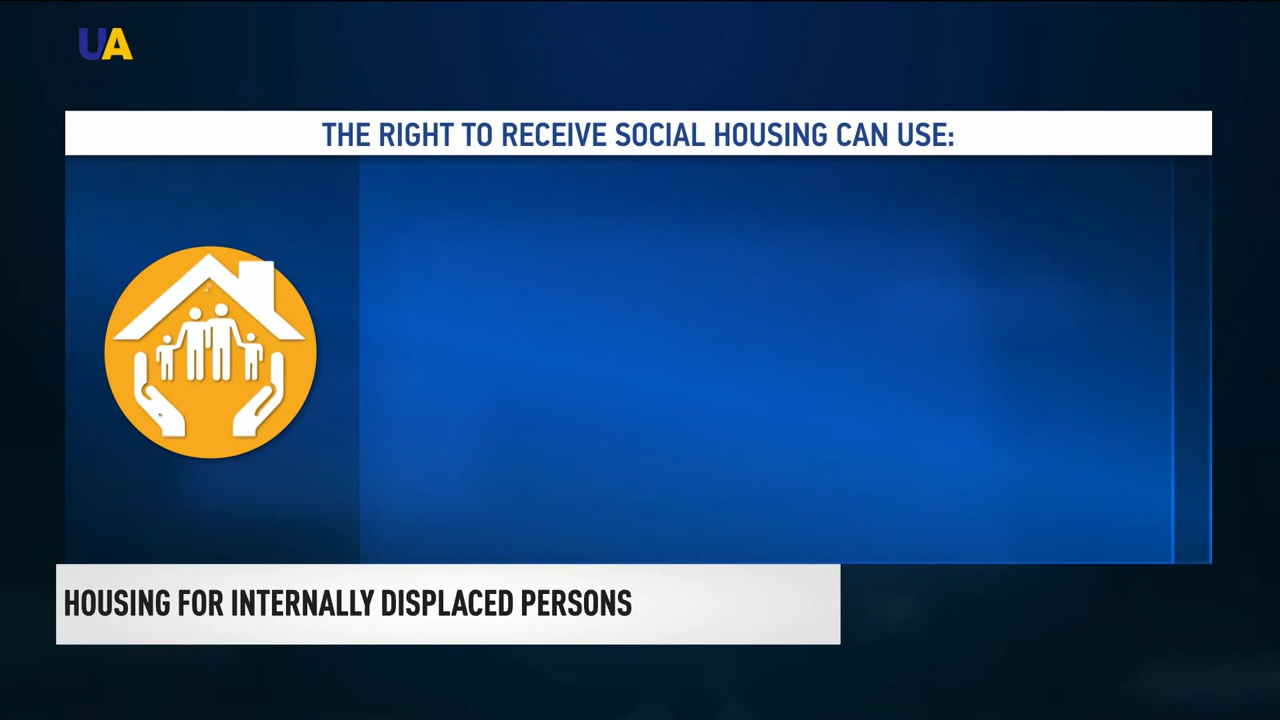 UA
THE RIGHT TO RECEIVE SOCIAL HOUSING CAN USE:
HOUSING FOR INTERNALLY DISPLACED PERSONS